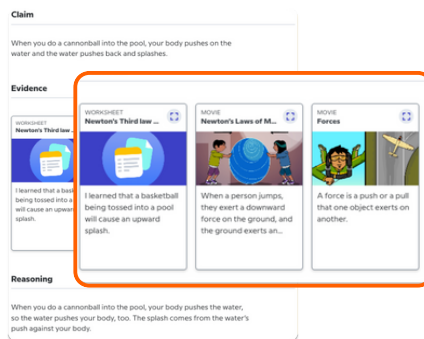 Claim
When you do a cannonball into the pool, your body pushes on the
water and the water pushes back and splashes.
Evidence
WORKSHEET
Newton's Third law
I learned that a bask
being tossed into a
will cause an upwar
splash.
WORKSHEET
Newton's Third law ...
I learned that a basketball
being tossed into a pool
will cause an upward
splash.
MOVIE
Newton's Laws of M...
When a person jumps,
they exert a downward
force on the ground, and
the ground exerts an...
MOVIE
Forces
A force is a push or a pull
that one object exerts on
another.
Reasoning
When you do a cannonball into the pool, your body pushes the water,
so the water pushes your body, too. The splash comes from the water's
push against your body.